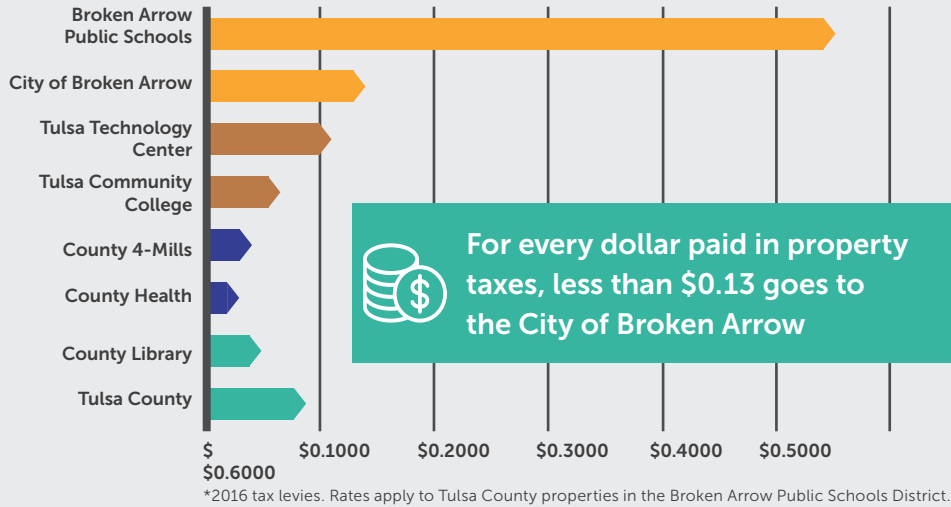 Broken Arrow
Public Schools
City of Broken Arrow
Tulsa Technology
Center
Tulsa Community
College
County 4-Mills
County Health
County Library
Tulsa County
$
For every dollar paid in property
taxes, less than $0.13 goes to
the City of Broken Arrow
$ $0.1000 $0.2000 $0.3000 $0.4000 $0.5000
$0.6000
*2016 tax levies. Rates apply to Tulsa County properties in the Broken Arrow Public Schools District.